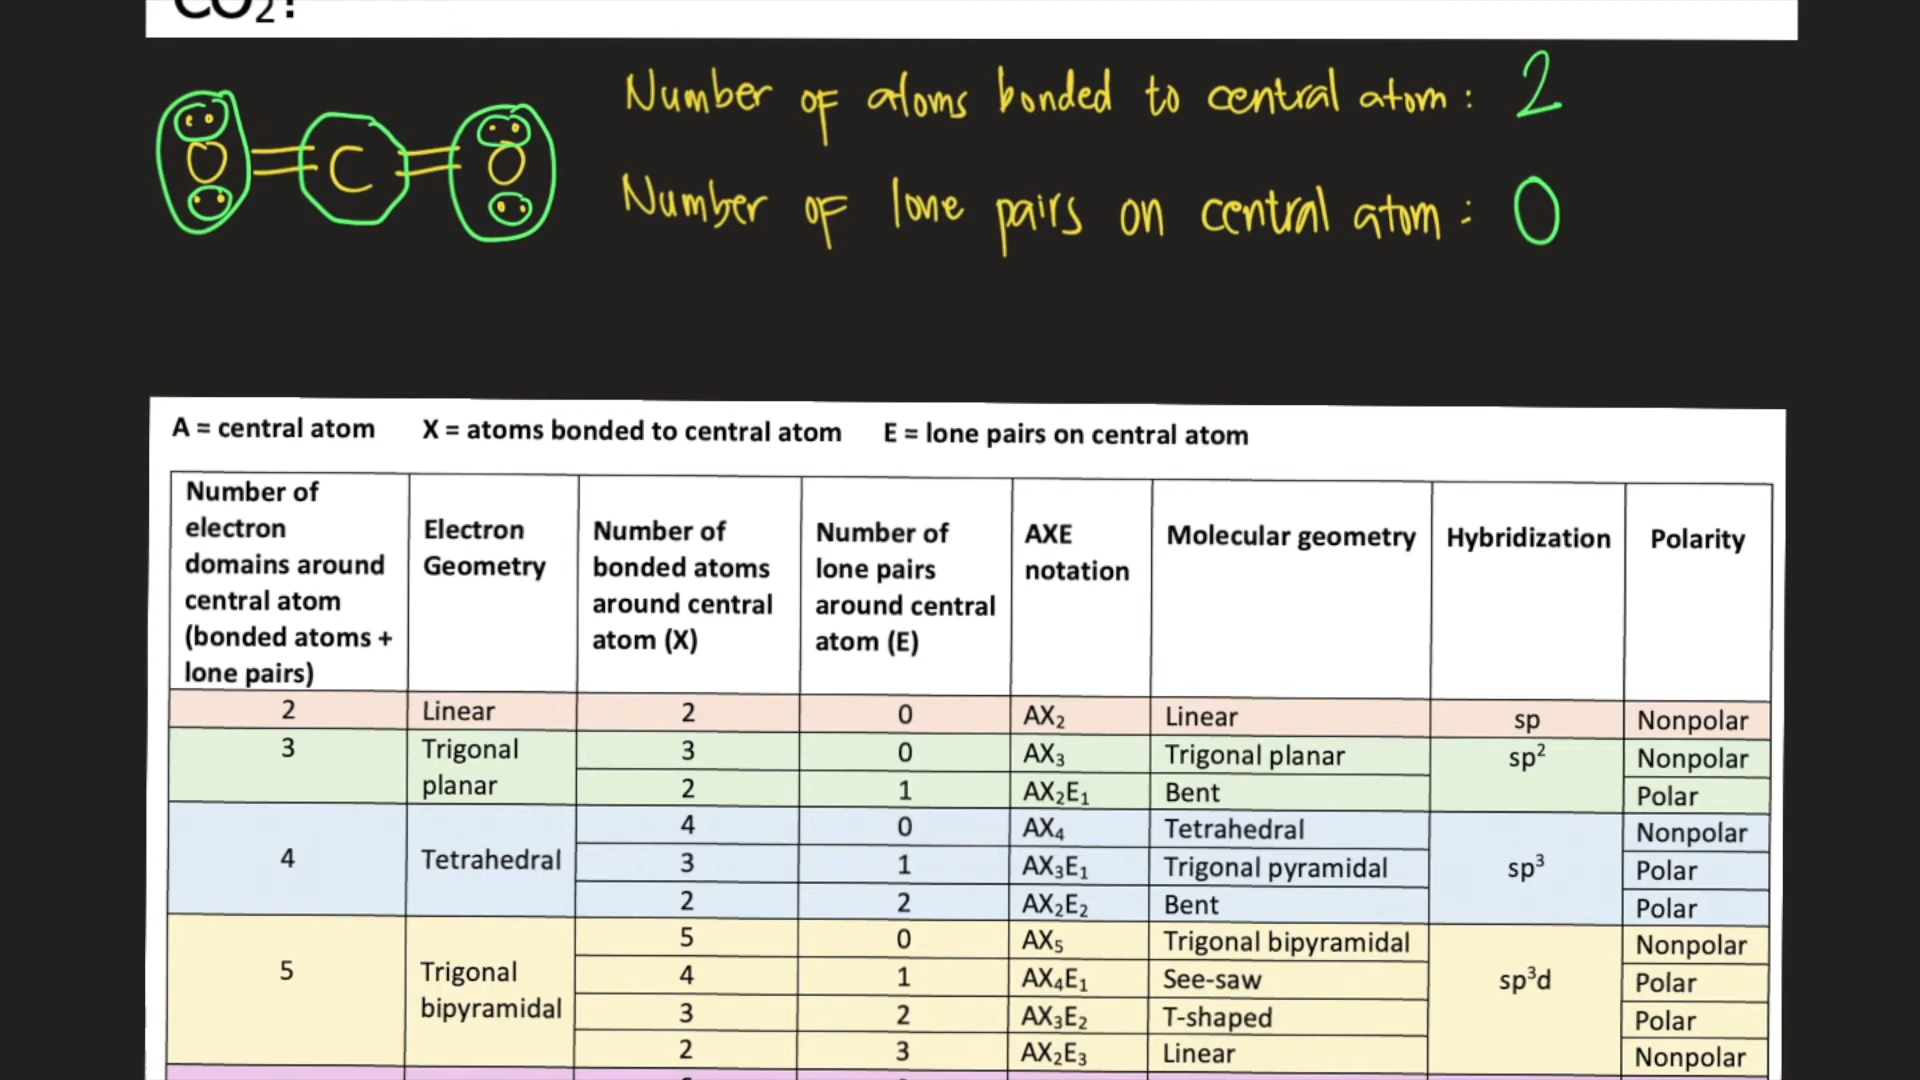 CO₂?
Number of atoms bonded to central atom : 2
O = C = O
Number of lone pairs on central atom : 0
A = central atom X = atoms bonded to central atom E = lone pairs on central atom
Number of electron domains around central atom (bonded atoms + lone pairs) Electron Geometry Number of bonded atoms around central atom (X) Number of lone pairs around central atom (E) AXE notation Molecular geometry Hybridization Polarity
2 Linear 2 0 AX₂ Linear sp Nonpolar
3 Trigonal planar 3 0 AX₃ Trigonal planar sp² Nonpolar
2 1 AX₂E₁ Bent Polar
4 0 AX₄ Tetrahedral Nonpolar
4 Tetrahedral 3 1 AX₃E₁ Trigonal pyramidal sp³ Polar
2 2 AX₂E₂ Bent Polar
5 0 AX₅ Trigonal bipyramidal Nonpolar
5 Trigonal bipyramidal 4 1 AX₄E₁ See-saw sp³d Polar
3 2 AX₃E₂ T-shaped Polar
2 3 AX₂E₃ Linear Nonpolar